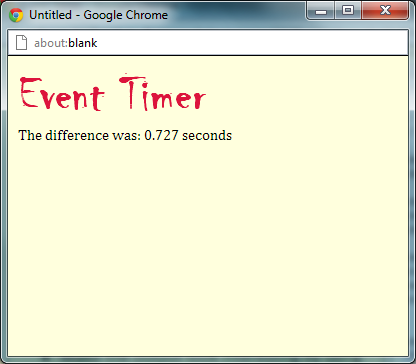 Untitled - Google Chrome
about:blank
Event Timer
The difference was: 0.727 seconds